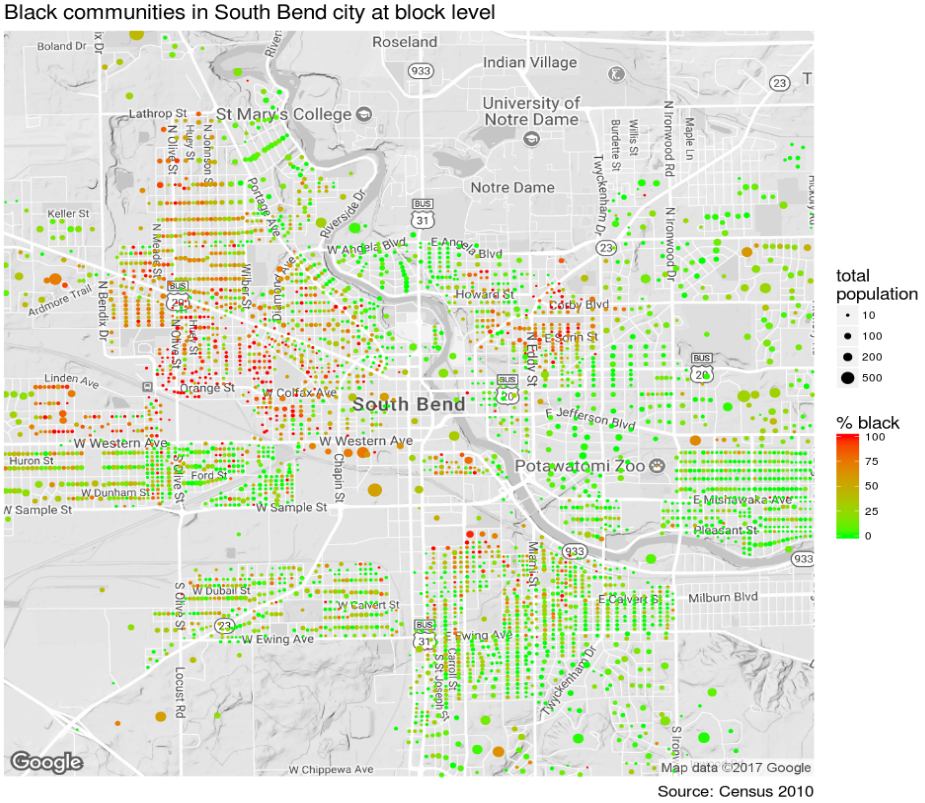 Black communities in South Bend city at block level
Boland Dr
Roseland
933
Indian Village
23
University of
Notre Dame
Lathrop St
St Mary's College
N Olive St
Huey St
N Johnson S
Portage Ave
Riverside Dr
Notre Dame
Burdette St
Willis St
N Ironwood Rd
Maple Ln
Twyckenham Dr
Keller St
BUS
31
W Angela Blvd
E Angela Blvd
23
N Ironwood Dr
N Meade St
Wilber St
Ardmore Trail
N Bendix Dr
BUS
Howard St
Corby Blvd
N Olive St
E Sorin St
N Eddy St
BUS
20
Linden Ave
Orange St
W Colfax Ave
BUS
20
South Bend
E Jefferson Blvd
W Western Ave
W Western Ave
Huron St
S Olive St
Ford St
Chapin St
Potawatomi Zoo
W Dunham St
W Sample St
W Sample St
E Mishawaka Ave
Pleasant St
Miami St
933
933
W Dubail St
S Olive St
W Calvert St
E Calvert S
Milburn Blvd
23
W Ewing Ave
BUS
31
Ewing Ave
Carroll St
S St Joseph St
Locust Rd
Twyckenham Dr
S Iron
W Chippewa Ave
Google
Map data ©2017 Google
Source: Census 2010
total
population
10
100
200
500
% black
100
75
50
25
0